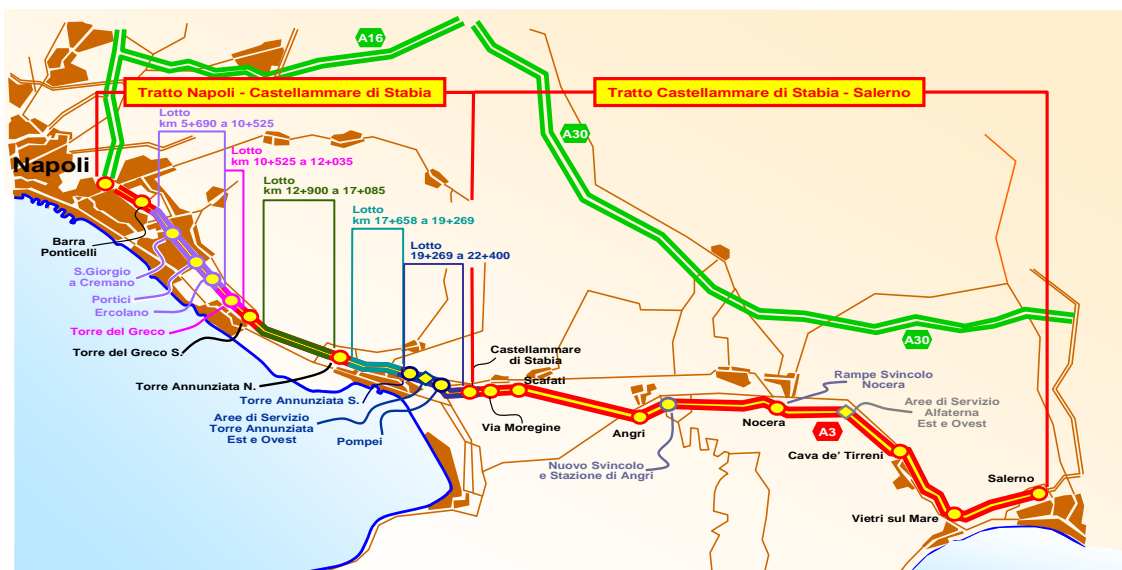 A16
Tratto Napoli - Castellammare di Stabia
Tratto Castellammare di Stabia - Salerno
Lotto
km 5+690 a 10+525
A30
Lotto
km 10+525 a 12+035
Napoli
Lotto
km 12+900 a 17+085
Lotto
km 17+658 a 19+269
Lotto
19+269 a 22+400
Barra
Ponticelli
S.Giorgio
a Cremano
Portici
Ercolano
Torre del Greco
Torre del Greco S.
A30
Castellammare
di Stabia
Scafati
Torre Annunziata N.
Torre Annunziata S.
Aree di Servizio
Torre Annunziata
Est e Ovest
Pompei
Via Moregine
Angri
Nuovo Svincolo
e Stazione di Angri
Rampe Svincolo
Nocera
Nocera
Aree di Servizio
Alfaterna
Est e Ovest
A3
Cava de' Tirreni
Salerno
Vietri sul Mare